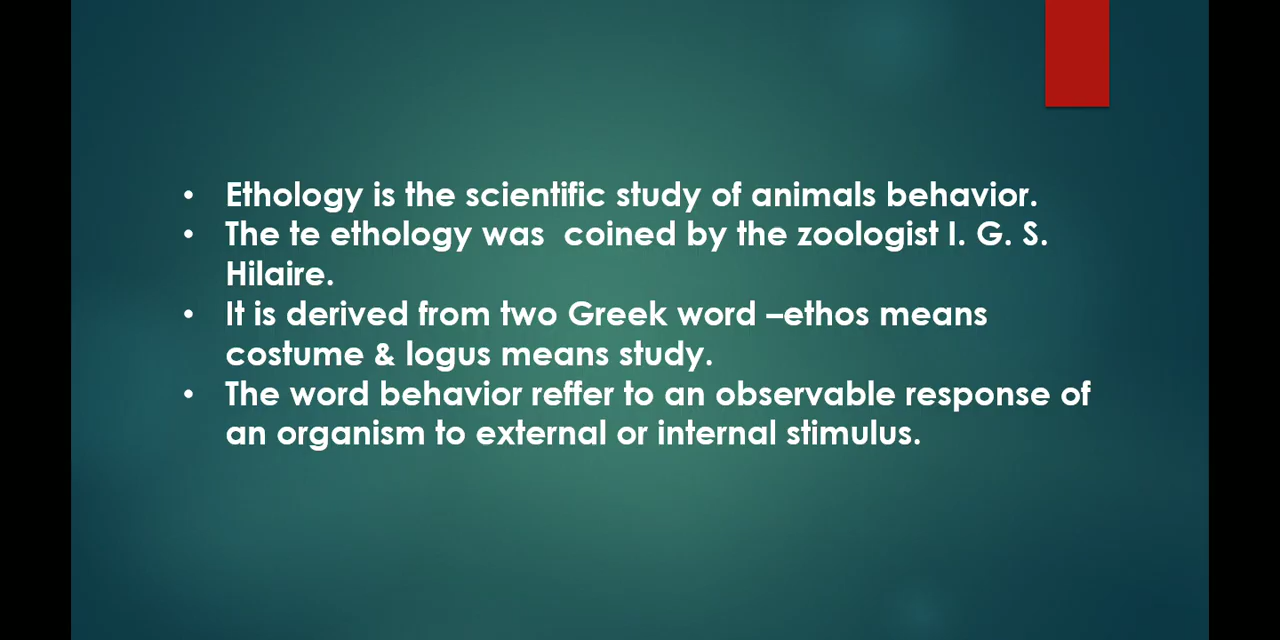 • Ethology is the scientific study of animals behavior.
• The te ethology was  coined by the zoologist I. G. S.
Hilaire.
• It is derived from two Greek word –ethos means
costume & logus means study.
• The word behavior reffer to an observable response of
an organism to external or internal stimulus.